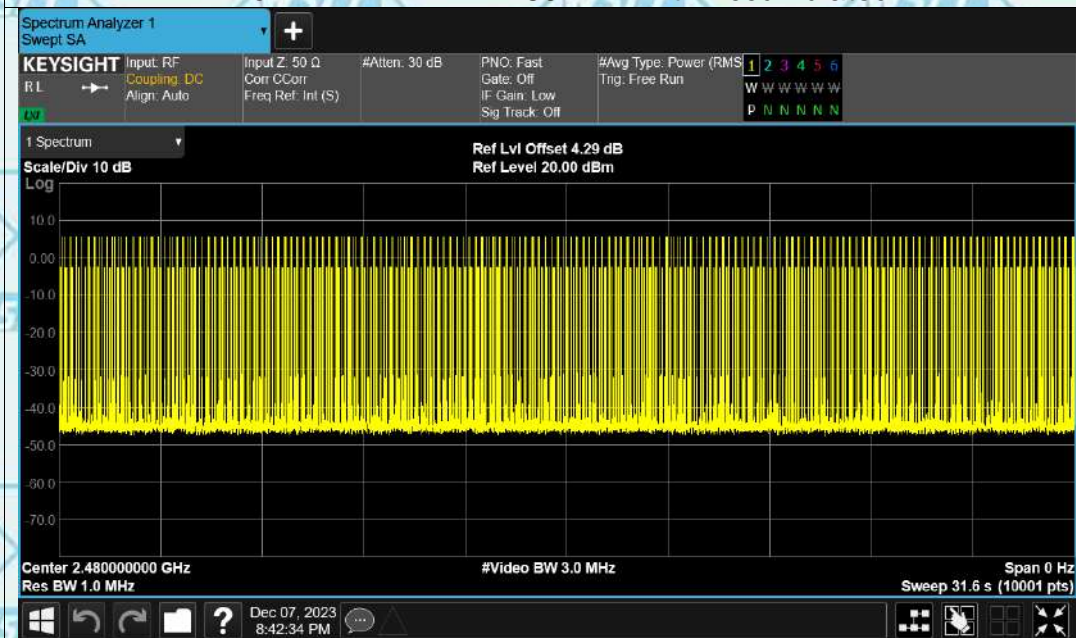 Spectrum Analyzer 1
Swept SA
+
KEYSIGHT
RL
LXI
Input: RF
Coupling: DC
Align: Auto
Input Z: 50 Ω
Corr CCorr
Freq Ref: Int (S)
#Atten: 30 dB
PNO: Fast
Gate: Off
IF Gain: Low
Sig Track: Off
#Avg Type: Power (RMS
Trig: Free Run
1 2 3 4 5 6
W W W W W W
P N N N N N
1 Spectrum
Scale/Div 10 dB
Ref Lvl Offset 4.29 dB
Ref Level 20.00 dBm
Log
10.0
0.00
-10.0
-20.0
-30.0
-40.0
-50.0
-60.0
-70.0
Center 2.480000000 GHz
#Video BW 3.0 MHz
Span 0 Hz
Res BW 1.0 MHz
Sweep 31.6 s (10001 pts)
?
Dec 07, 2023
8:42:34 PM